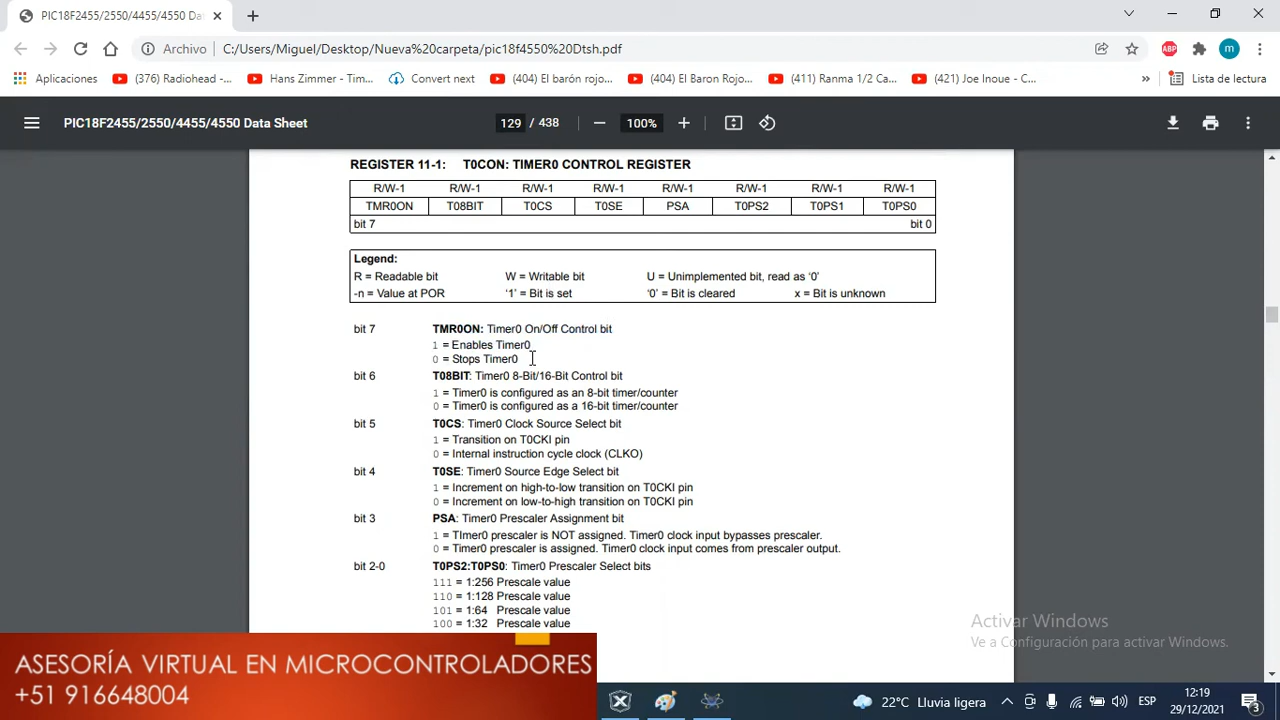 PIC18F2455/2550/4455/4550 Da
Archivo
C:/Users/Miguel/Desktop/Nueva%20carpeta/pic18f4550%20Dtsh.pdf
ABP
m
Aplicaciones
(376) Radiohead -...
Hans Zimmer - Tim...
Convert next
(404) El barón rojo...
(404) El Baron Rojo...
(411) Ranma 1/2 Ca...
(421) Joe Inoue - C...
»
Lista de lectura
PIC18F2455/2550/4455/4550 Data Sheet
129 / 438
100%
REGISTER 11-1: T0CON: TIMER0 CONTROL REGISTER
R/W-1 R/W-1 R/W-1 R/W-1 R/W-1 R/W-1 R/W-1 R/W-1
TMR0ON T08BIT T0CS T0SE PSA T0PS2 T0PS1 T0PS0
bit 7 bit 0
Legend:
R = Readable bit W = Writable bit U = Unimplemented bit, read as ‘0’
-n = Value at POR ‘1’ = Bit is set ‘0’ = Bit is cleared x = Bit is unknown
bit 7 TMR0ON: Timer0 On/Off Control bit
1 = Enables Timer0
0 = Stops Timer0
bit 6 T08BIT: Timer0 8-Bit/16-Bit Control bit
1 = Timer0 is configured as an 8-bit timer/counter
0 = Timer0 is configured as a 16-bit timer/counter
bit 5 T0CS: Timer0 Clock Source Select bit
1 = Transition on T0CKI pin
0 = Internal instruction cycle clock (CLKO)
bit 4 T0SE: Timer0 Source Edge Select bit
1 = Increment on high-to-low transition on T0CKI pin
0 = Increment on low-to-high transition on T0CKI pin
bit 3 PSA: Timer0 Prescaler Assignment bit
1 = TImer0 prescaler is NOT assigned. Timer0 clock input bypasses prescaler.
0 = Timer0 prescaler is assigned. Timer0 clock input comes from prescaler output.
bit 2-0 T0PS2:T0PS0: Timer0 Prescaler Select bits
111 = 1:256 Prescale value
110 = 1:128 Prescale value
101 = 1:64 Prescale value
100 = 1:32 Prescale value
Activar Windows
Ve a Configuración para activar Windows.
ASESORÍA VIRTUAL EN MICROCONTROLADORES
+51 916648004
22°C Lluvia ligera
ESP
12:19
29/12/2021
3